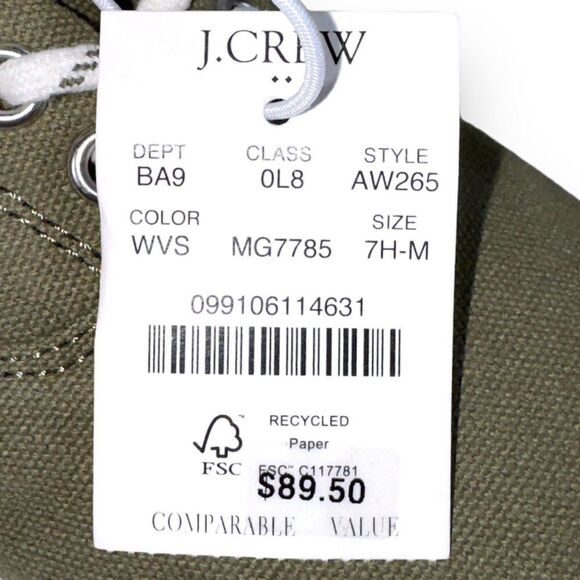 J.CREW
DEPT CLASS STYLE
BA9 0L8 AW265
COLOR SIZE
WVS MG7785 7H-M
099106114631
RECYCLED
Paper
FSC™ FSC™ C117781
$89.50
COMPARABLE VALUE